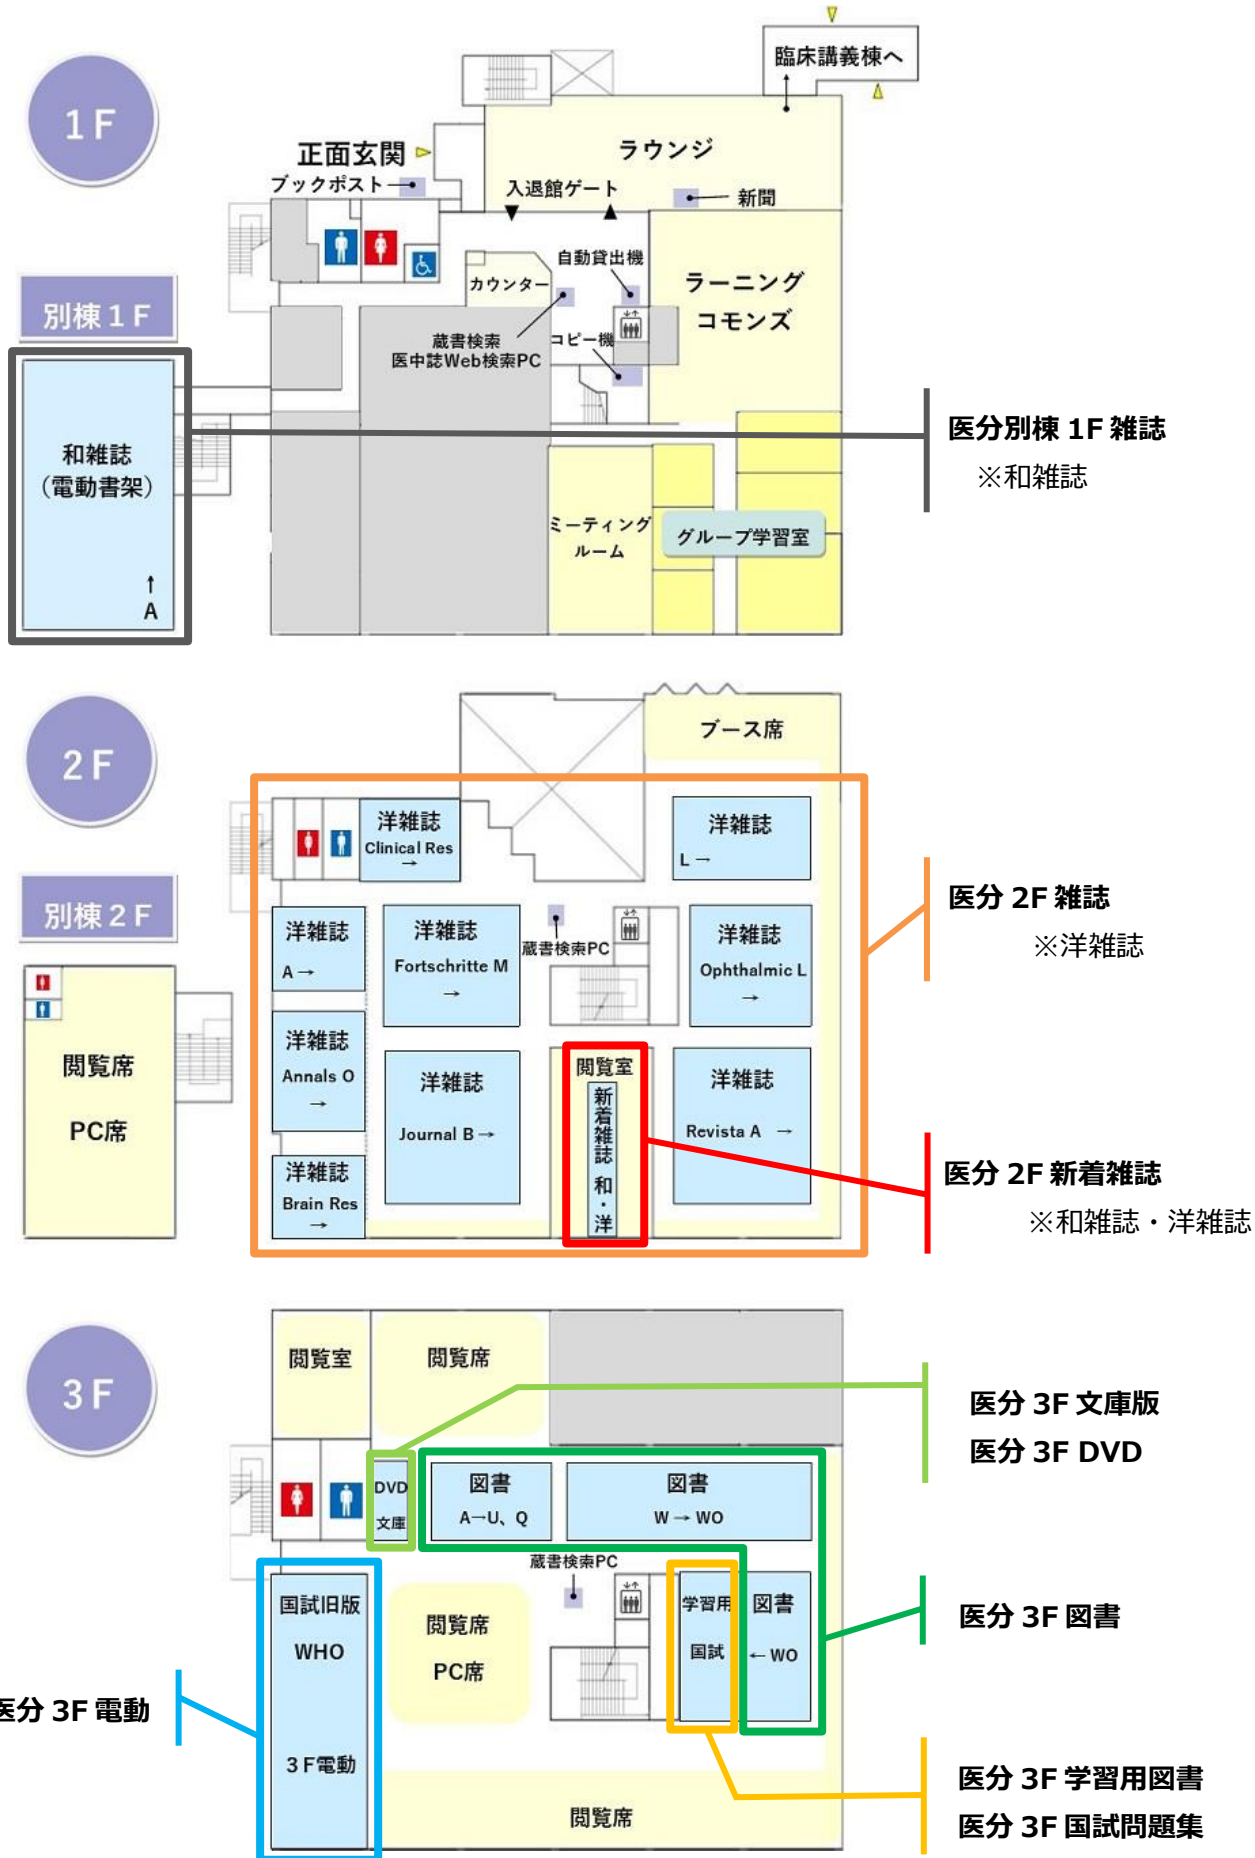 1F
臨床講義棟へ
正面玄関
ラウンジ
ブックポスト
入退館ゲート
新聞
自動貸出機
カウンター
ラーニング
コモンズ
別棟1F
蔵書検索
医中誌Web検索PC
コピー機
和雑誌
(電動書架)
↑
A
ミーティング
ルーム
グループ学習室
医分別棟 1F 雑誌
※和雑誌
2F
ブース席
洋雑誌
Clinical Res
→
洋雑誌
L→
別棟2F
洋雑誌
A→
洋雑誌
Fortschritte M
→
蔵書検索PC
洋雑誌
Ophthalmic L
→
医分 2F 雑誌
※洋雑誌
閲覧席
PC席
洋雑誌
Annals O
→
洋雑誌
Journal B→
閲覧室
新着雑誌 和・洋
洋雑誌
Revista A →
洋雑誌
Brain Res
→
医分 2F 新着雑誌
※和雑誌・洋雑誌
3F
閲覧室
閲覧席
医分 3F 文庫版
医分 3F DVD
DVD
文庫
図書
A→U、Q
図書
W→WO
蔵書検索PC
国試旧版
WHO
3F電動
閲覧席
PC席
学習用
国試
図書
←WO
医分 3F 図書
医分 3F 電動
閲覧席
医分 3F 学習用図書
医分 3F 国試問題集